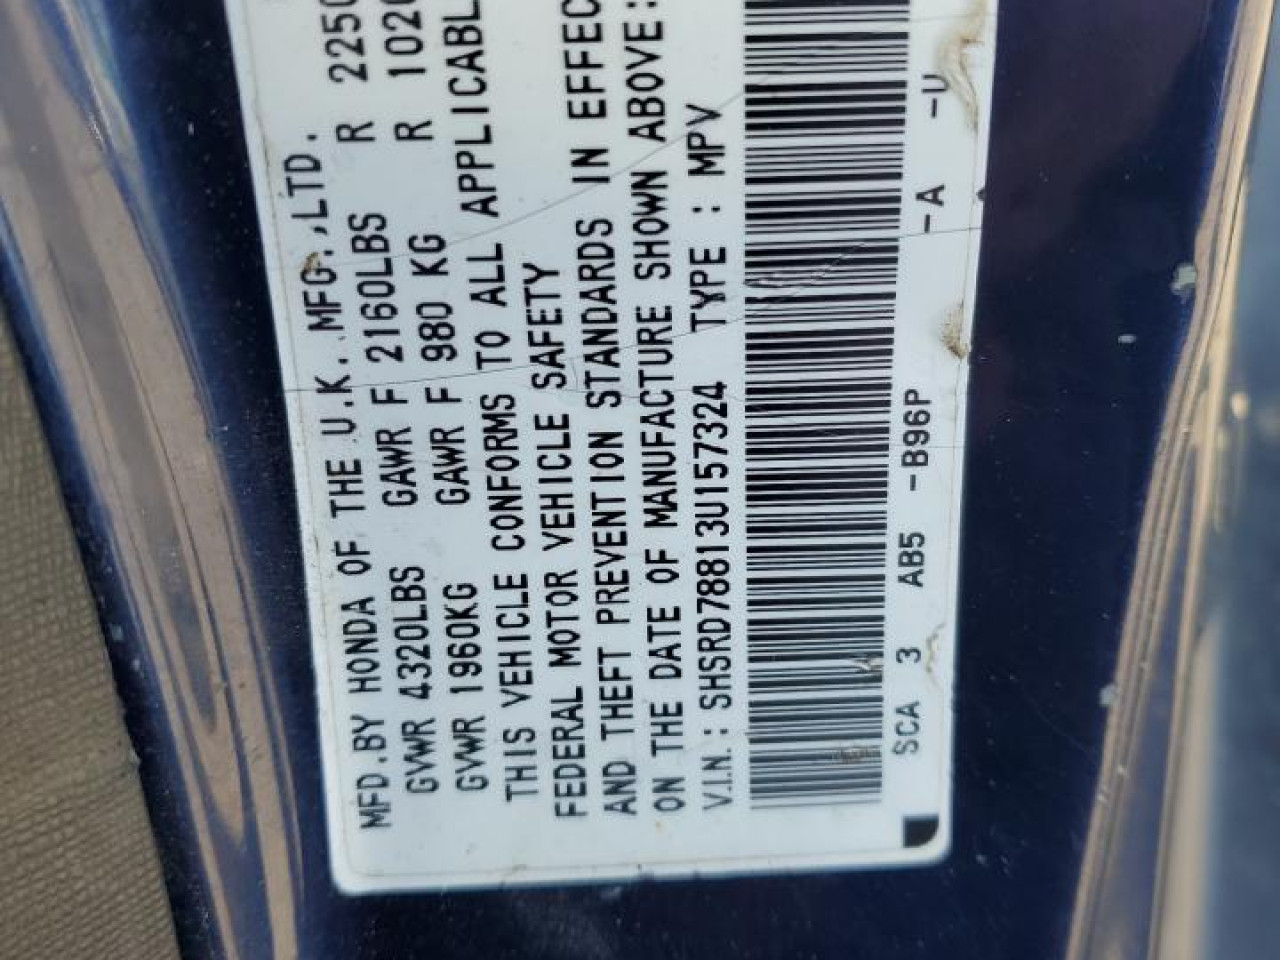 MFD.BY HONDA OF THE U.K. MFG.,LTD.
GVWR 4320LBS GAWR F 2160LBS R 2250
GVWR 1960KG GAWR F 980 KG R 1020
THIS VEHICLE CONFORMS TO ALL APPLICABL
FEDERAL MOTOR VEHICLE SAFETY
AND THEFT PREVENTION STANDARDS IN EFFEC
ON THE DATE OF MANUFACTURE SHOWN ABOVE:
V.I.N.: SHSRD78813U157324 TYPE : MPV
SCA 3 AB5 -B96P -A -U